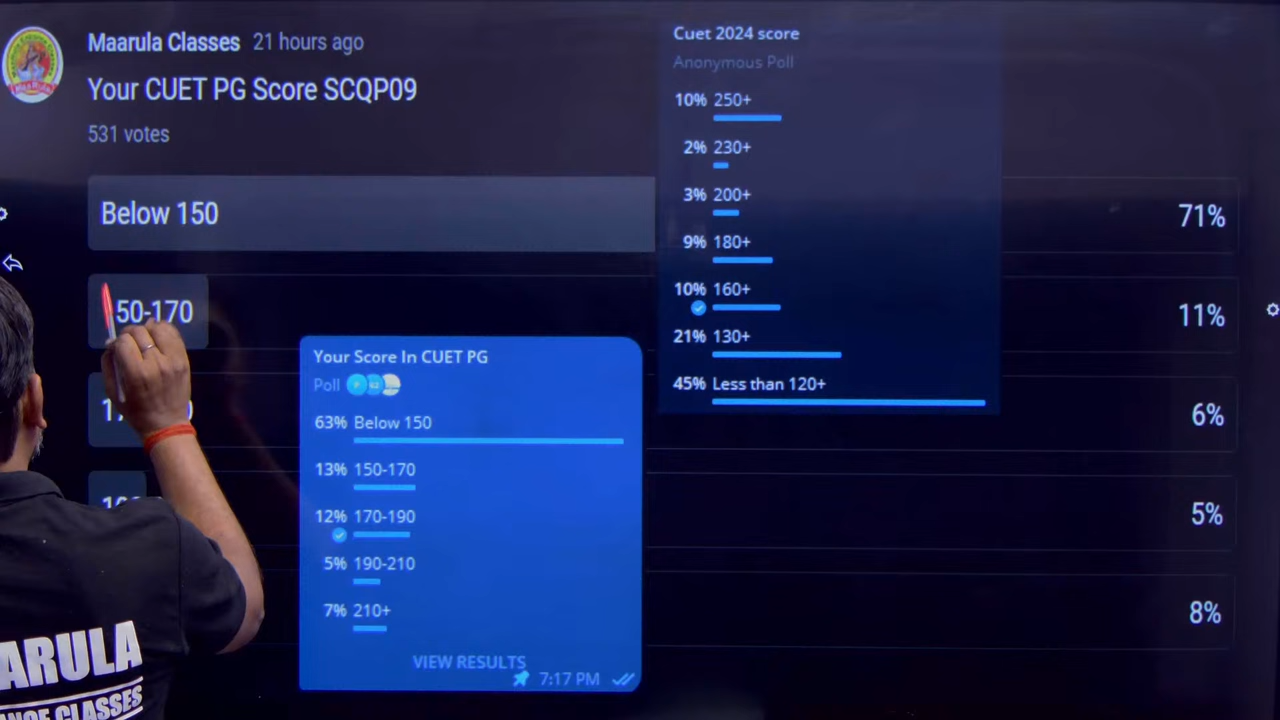 Maarula Classes 21 hours ago
Your CUET PG Score SCQP09
531 votes
Below 150
71%
50-170
11%
6%
5%
8%
Cuet 2024 score
Anonymous Poll
10% 250+
2% 230+
3% 200+
9% 180+
10% 160+
21% 130+
45% Less than 120+
Your Score In CUET PG
Poll
63% Below 150
13% 150-170
12% 170-190
5% 190-210
7% 210+
VIEW RESULTS
7:17 PM
ARULA
CLASSES